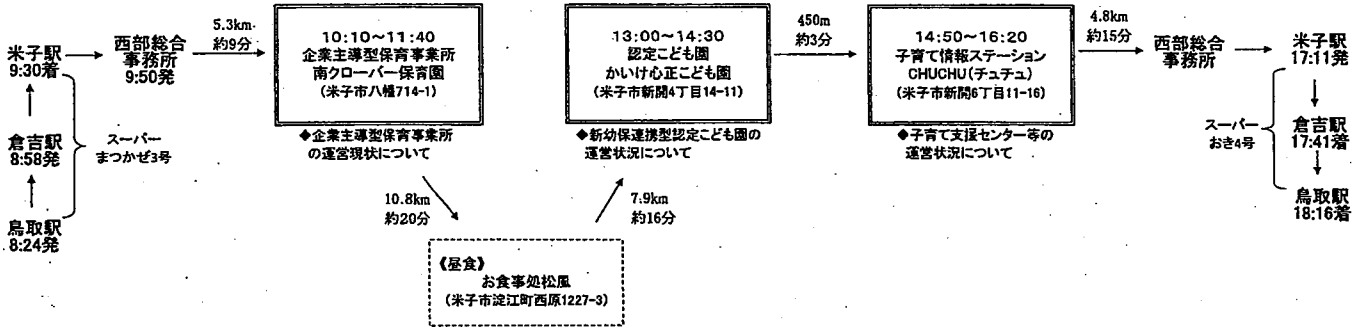 米子駅
9:30着
倉吉駅
8:58発
鳥取駅
8:24発
スーパー
まつかぜ3号
西部総合
事務所
9:50発
5.3km
約9分
10:10～11:40
企業主導型保育事業所
南クローバー保育園
(米子市八幡714-1)
◆企業主導型保育事業所
の運営現状について
10.8km
約20分
《昼食》
お食事処松風
(米子市淀江町西原1227-3)
7.9km
約16分
13:00～14:30
認定こども園
かいけ心正こども園
(米子市新開4丁目14-11)
◆新幼保連携型認定こども園の
運営状況について
450m
約3分
14:50～16:20
子育て情報ステーション
CHUCHU(チュチュ)
(米子市新開6丁目11-16)
◆子育て支援センター等の
運営状況について
4.8km
約15分
西部総合
事務所
米子駅
17:11発
スーパー
おき4号
倉吉駅
17:41着
鳥取駅
18:16着